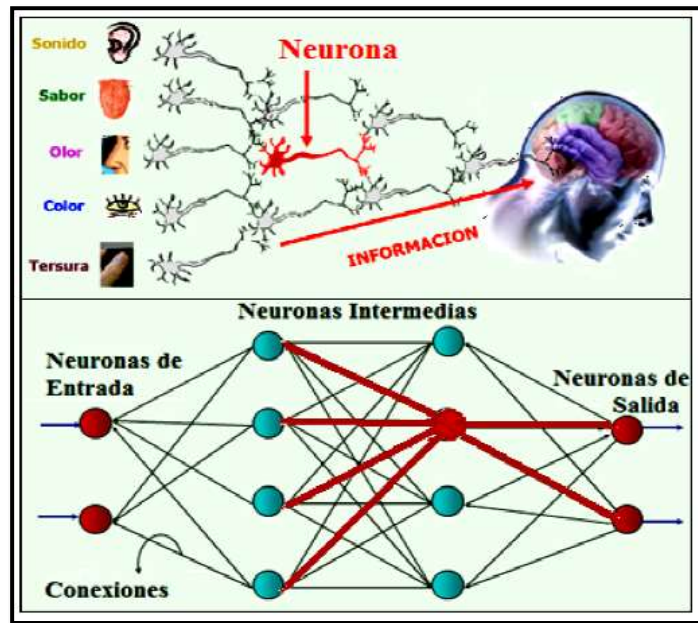 Sonido
Neurona
Sabor
Olor
Color
INFORMACION
Tersura
Neuronas Intermedias
Neuronas de
Entrada
Neuronas de
Salida
Conexiones